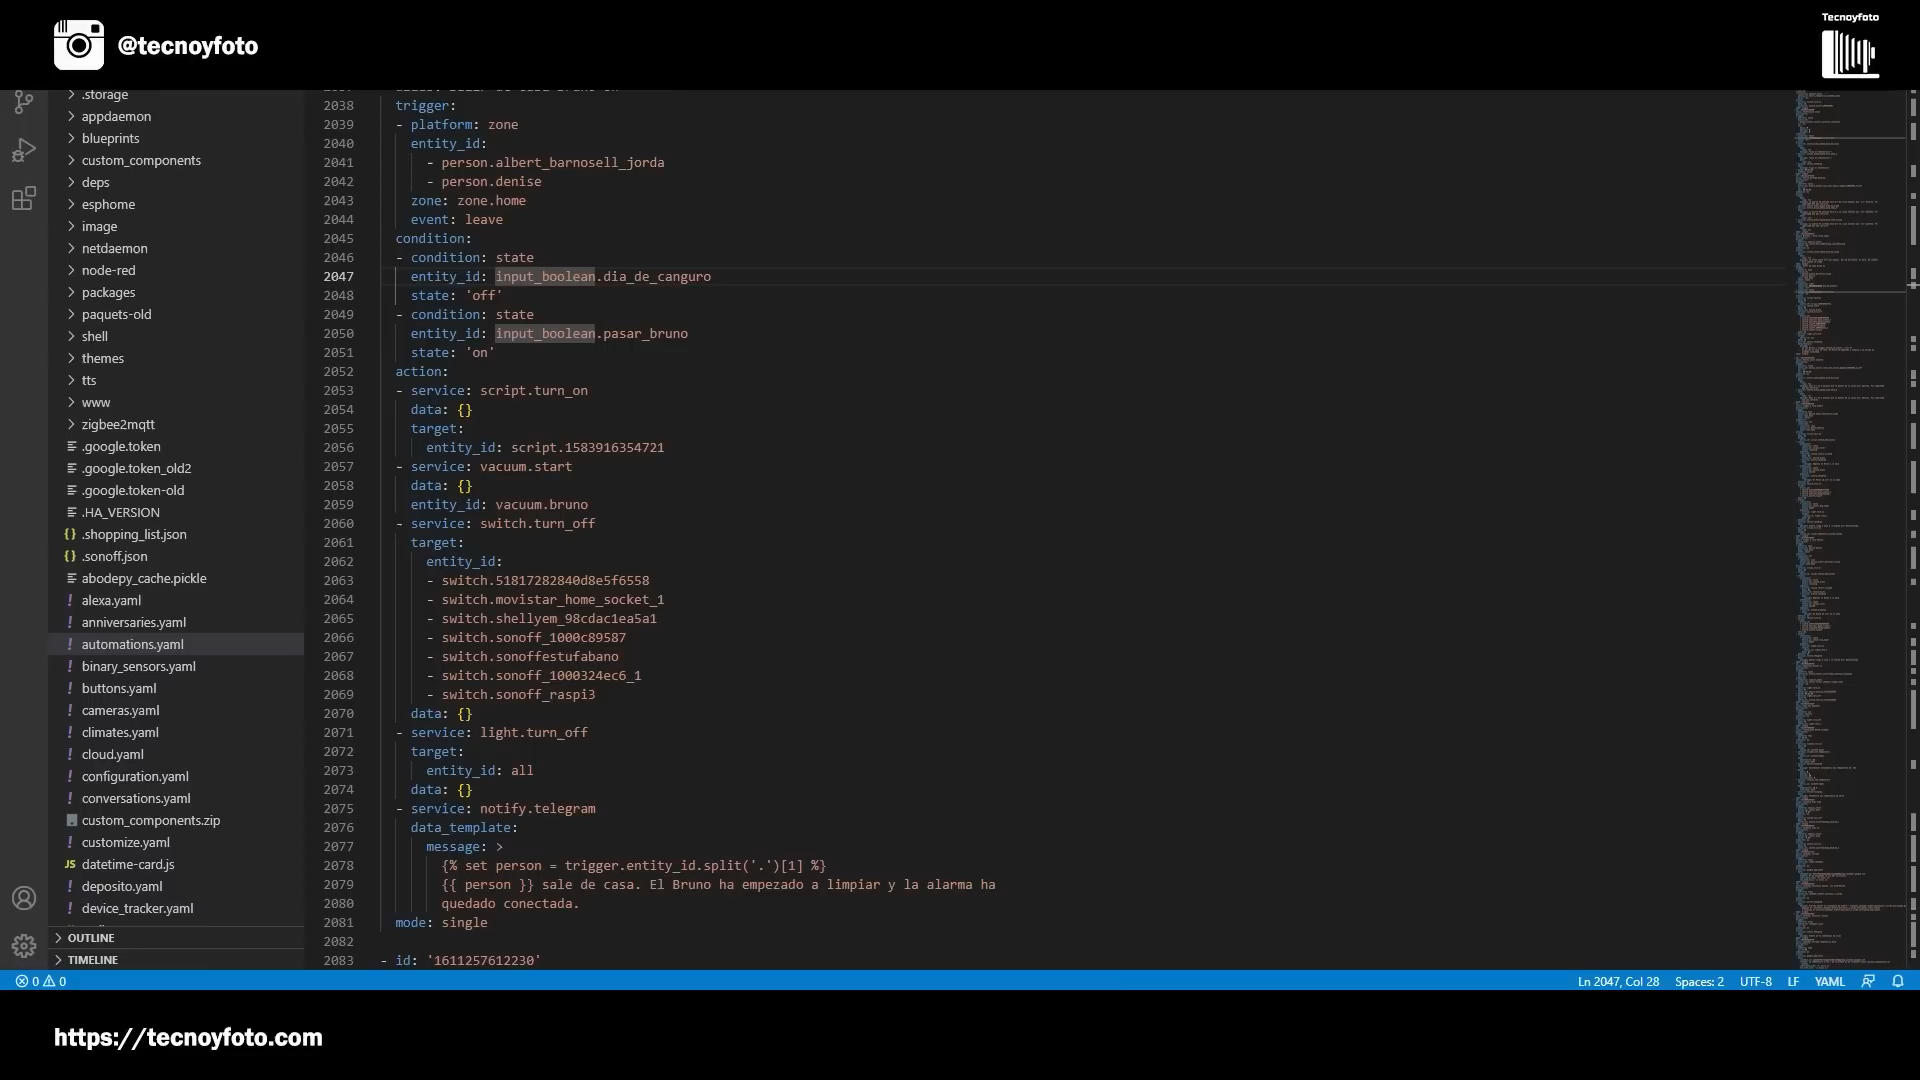 @tecnoyfoto
Tecnoyfoto
.storage
appdaemon
blueprints
custom_components
deps
esphome
image
netdaemon
node-red
packages
paquets-old
shell
themes
tts
www
zigbee2mqtt
.google.token
.google.token_old2
.google.token-old
.HA_VERSION
{} .shopping_list.json
{} .sonoff.json
abodepy_cache.pickle
! alexa.yaml
! anniversaries.yaml
! automations.yaml
! binary_sensors.yaml
! buttons.yaml
! cameras.yaml
! climates.yaml
! cloud.yaml
! configuration.yaml
! conversations.yaml
custom_components.zip
! customize.yaml
JS datetime-card.js
! deposito.yaml
! device_tracker.yaml
OUTLINE
TIMELINE
2038 trigger:
2039 - platform: zone
2040 entity_id:
2041 - person.albert_barnosell_jorda
2042 - person.denise
2043 zone: zone.home
2044 event: leave
2045 condition:
2046 - condition: state
2047 entity_id: input_boolean.dia_de_canguro
2048 state: 'off'
2049 - condition: state
2050 entity_id: input_boolean.pasar_bruno
2051 state: 'on'
2052 action:
2053 - service: script.turn_on
2054 data: {}
2055 target:
2056 entity_id: script.1583916354721
2057 - service: vacuum.start
2058 data: {}
2059 entity_id: vacuum.bruno
2060 - service: switch.turn_off
2061 target:
2062 entity_id:
2063 - switch.51817282840d8e5f6558
2064 - switch.movistar_home_socket_1
2065 - switch.shellyem_98cdac1ea5a1
2066 - switch.sonoff_1000c89587
2067 - switch.sonoffestufabano
2068 - switch.sonoff_1000324ec6_1
2069 - switch.sonoff_raspi3
2070 data: {}
2071 - service: light.turn_off
2072 target:
2073 entity_id: all
2074 data: {}
2075 - service: notify.telegram
2076 data_template:
2077 message: >
2078 {% set person = trigger.entity_id.split('.')[1] %}
2079 {{ person }} sale de casa. El Bruno ha empezado a limpiar y la alarma ha
2080 quedado conectada.
2081 mode: single
2082
2083 - id: '1611257612230'
0 0
Ln 2047, Col 28 Spaces: 2 UTF-8 LF YAML
https://tecnoyfoto.com